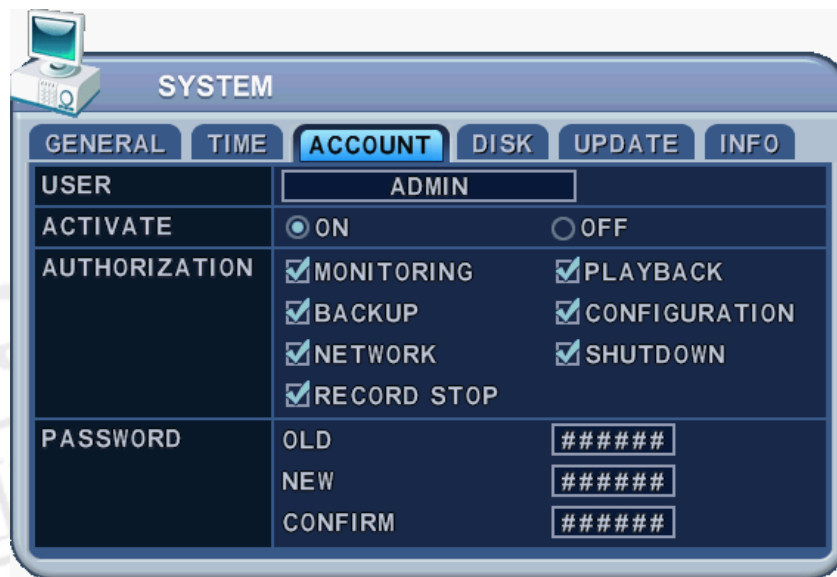 SYSTEM
GENERAL TIME ACCOUNT DISK UPDATE INFO
USER ADMIN
ACTIVATE ON OFF
AUTHORIZATION MONITORING PLAYBACK
BACKUP CONFIGURATION
NETWORK SHUTDOWN
RECORD STOP
PASSWORD OLD ######
NEW ######
CONFIRM ######